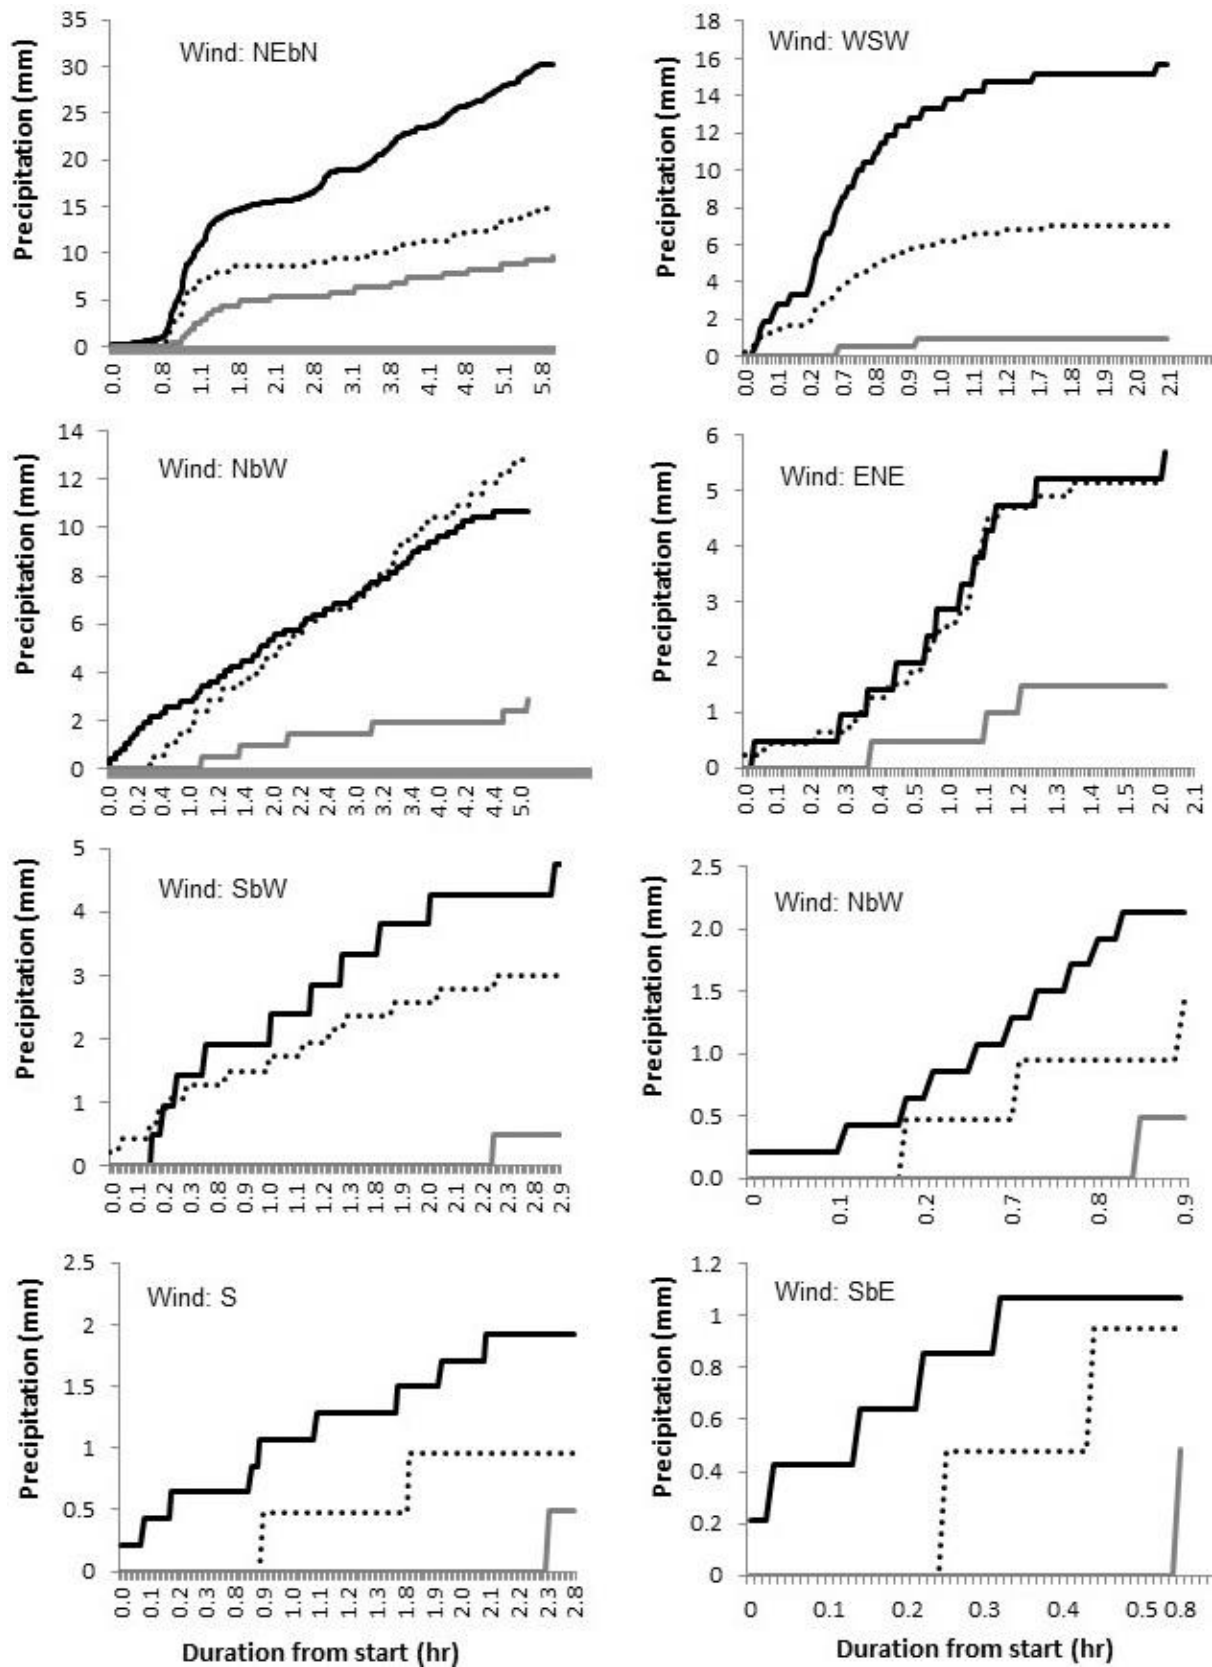 Precipitation (mm)
35
30
25
20
15
10
5
0
Wind: NEbN
0.0 0.8 1.1 1.8 2.1 2.8 3.1 3.8 4.1 4.8 5.1 5.8
Precipitation (mm)
18
16
14
12
10
8
6
4
2
0
Wind: WSW
0.0 0.1 0.2 0.7 0.8 0.9 1.0 1.2 1.7 1.8 1.9 2.0 2.1
Precipitation (mm)
14
12
10
8
6
4
2
0
Wind: NbW
0.0 0.2 0.4 1.0 1.2 1.4 2.0 2.2 2.4 3.0 3.2 3.4 4.0 4.2 4.4 5.0
Precipitation (mm)
6
5
4
3
2
1
0
Wind: ENE
0.0 0.1 0.2 0.3 0.4 0.5 1.0 1.1 1.2 1.3 1.4 1.5 2.0 2.1
Precipitation (mm)
5
4
3
2
1
0
Wind: SbW
0.0 0.1 0.2 0.3 0.8 0.9 1.0 1.1 1.3 1.8 1.9 2.0 2.1 2.2 2.3 2.8 2.9
Precipitation (mm)
2.5
2.0
1.5
1.0
0.5
0.0
Wind: NbW
0 0.1 0.2 0.7 0.8 0.9
Precipitation (mm)
2.5
2
1.5
1
0.5
0
Wind: S
0.0 0.1 0.2 0.3 0.8 0.9 1.0 1.1 1.2 1.3 1.8 1.9 2.1 2.1 2.2 2.3 2.8
Duration from start (hr)
Precipitation (mm)
1.2
1
0.8
0.6
0.4
0.2
0
Wind: SbE
0 0.1 0.2 0.3 0.4 0.5 0.8
Duration from start (hr)